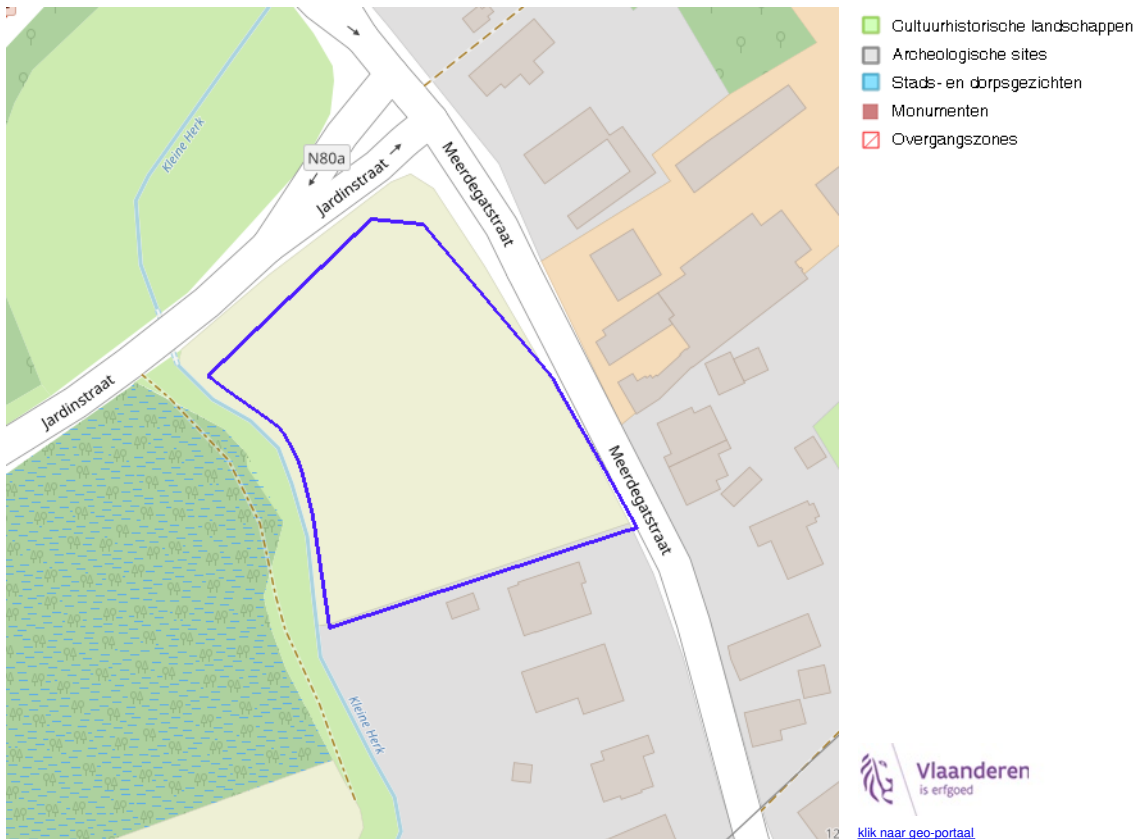 Kleine Herk
N80a
Jardinstraat
Meerdegatstraat
Jardinstraat
Meerdegatstraat
Kleine Herk
12
Cultuurhistorische landschappen
Archeologische sites
Stads- en dorpsgezichten
Monumenten
Overgangszones
Vlaanderen
is erfgoed
klik naar geo-portaal